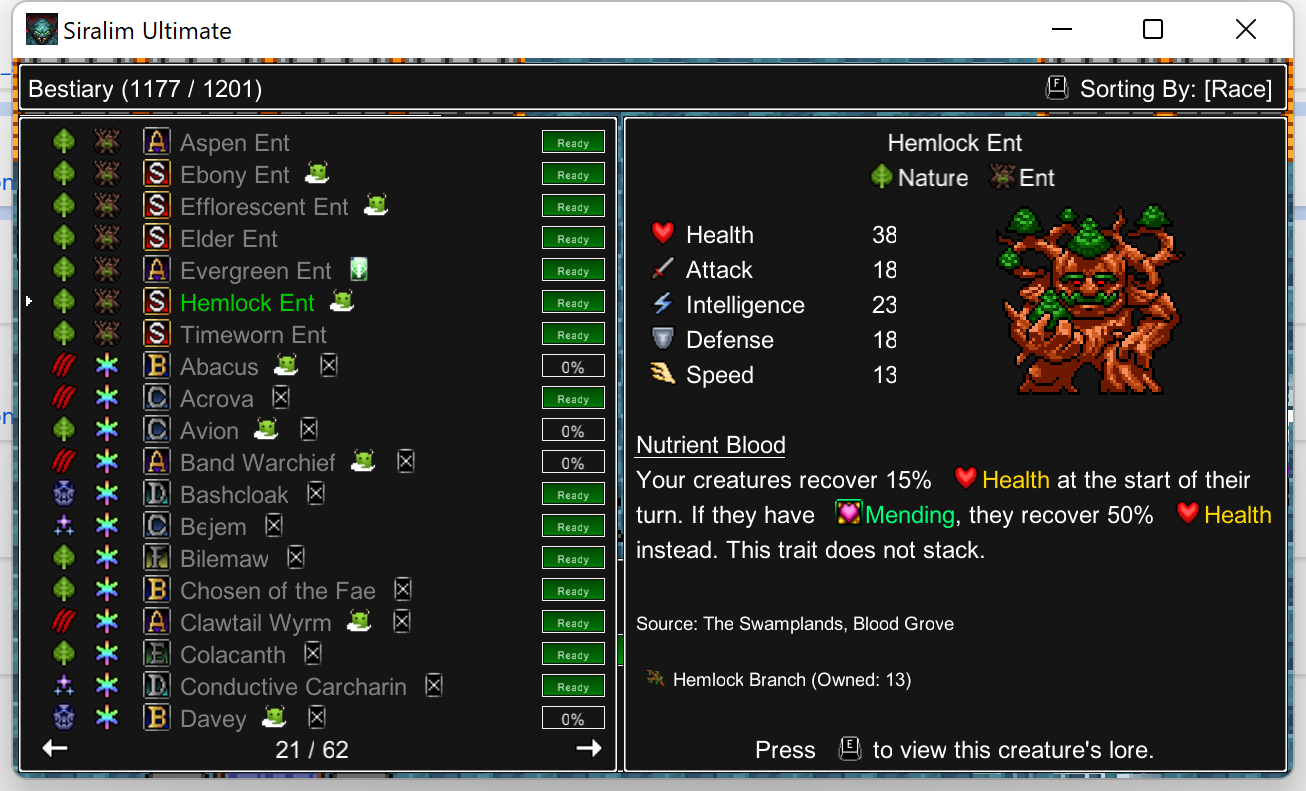 Siralim Ultimate
Bestiary (1177 / 1201)
F Sorting By: [Race]
A Aspen Ent Ready
S Ebony Ent Ready
S Efflorescent Ent Ready
S Elder Ent Ready
A Evergreen Ent Ready
S Hemlock Ent Ready
S Timeworn Ent Ready
B Abacus 0%
C Acrova Ready
C Avion 0%
A Band Warchief 0%
D Bashcloak Ready
C Bejem Ready
F Bilemaw Ready
B Chosen of the Fae Ready
A Clawtail Wyrm Ready
E Colacanth Ready
D Conductive Carcharin Ready
B Davey 0%
21 / 62
Hemlock Ent
Nature Ent
Health 38
Attack 18
Intelligence 23
Defense 18
Speed 13
Nutrient Blood
Your creatures recover 15% Health at the start of their
turn. If they have Mending, they recover 50% Health
instead. This trait does not stack.
Source: The Swamplands, Blood Grove
Hemlock Branch (Owned: 13)
Press E to view this creature's lore.